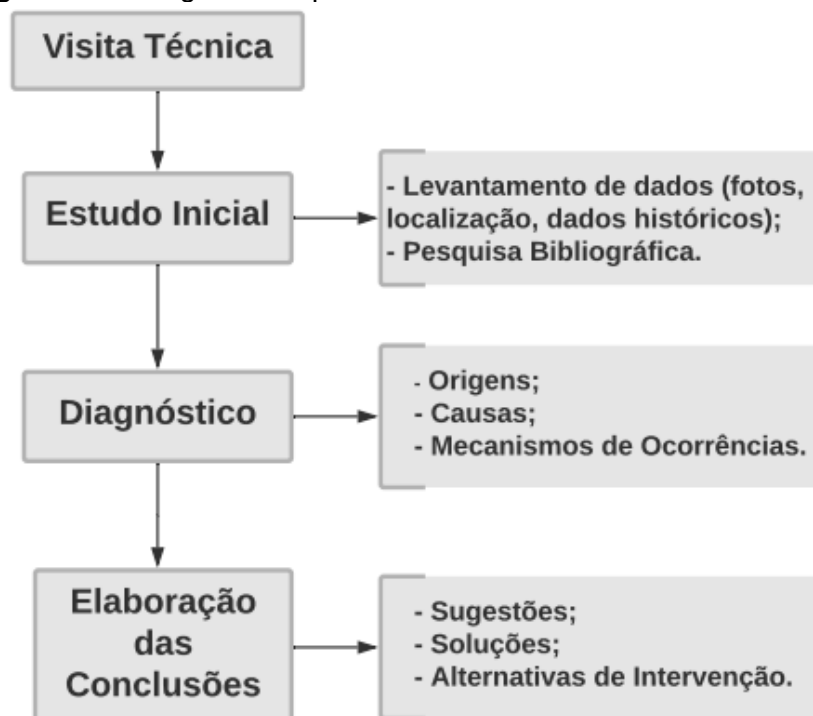 Visita Técnica
Estudo Inicial
- Levantamento de dados (fotos,
localização, dados históricos);
- Pesquisa Bibliográfica.
Diagnóstico
- Origens;
- Causas;
- Mecanismos de Ocorrências.
Elaboração
das
Conclusões
- Sugestões;
- Soluções;
- Alternativas de Intervenção.